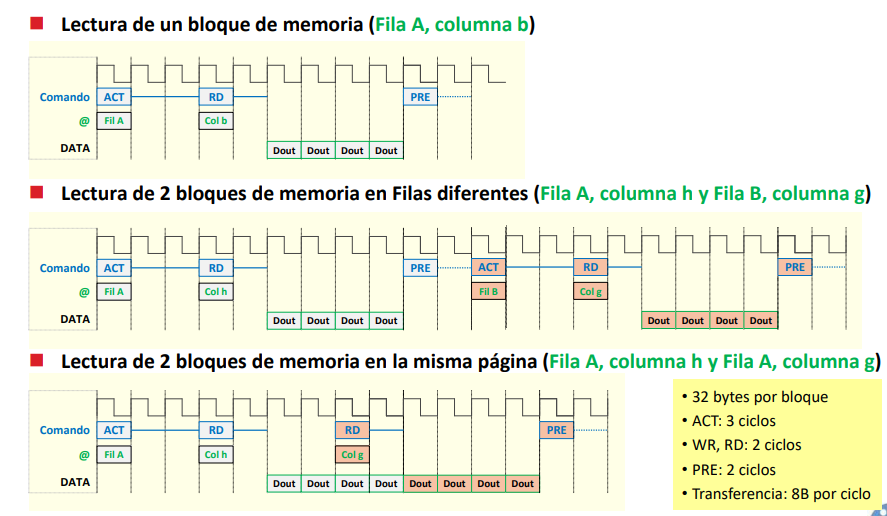 Lectura de un bloque de memoria (Fila A, columna b)
Comando ACT RD PRE
@ Fil A Col b
DATA Dout Dout Dout Dout
Lectura de 2 bloques de memoria en Filas diferentes (Fila A, columna h y Fila B, columna g)
Comando ACT RD PRE ACT RD PRE
@ Fil A Col h Fil B Col g
DATA Dout Dout Dout Dout Dout Dout Dout Dout
Lectura de 2 bloques de memoria en la misma página (Fila A, columna h y Fila A, columna g)
Comando ACT RD RD PRE
@ Fil A Col h Col g
DATA Dout Dout Dout Dout Dout Dout Dout Dout
• 32 bytes por bloque
• ACT: 3 ciclos
• WR, RD: 2 ciclos
• PRE: 2 ciclos
• Transferencia: 8B por ciclo